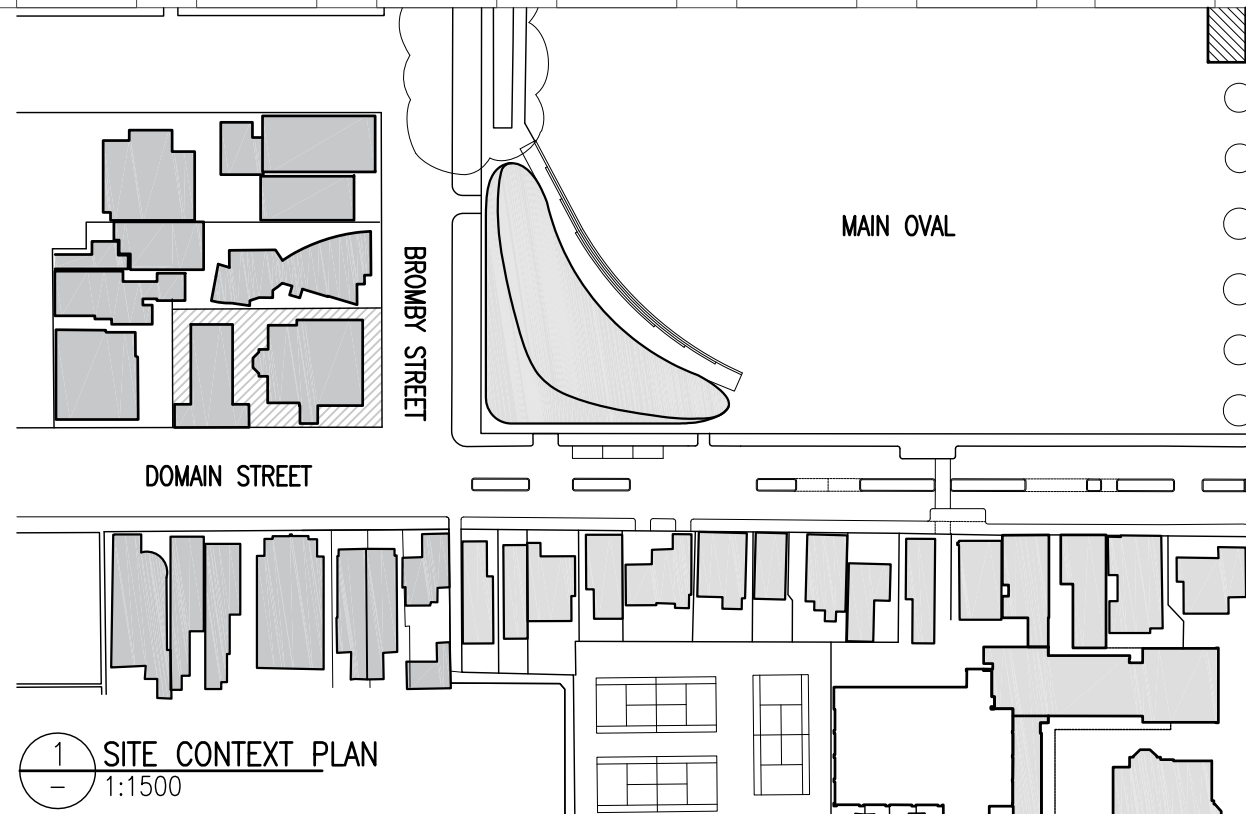 MAIN OVAL
BROMBY STREET
DOMAIN STREET
1
–
SITE CONTEXT PLAN
1:1500